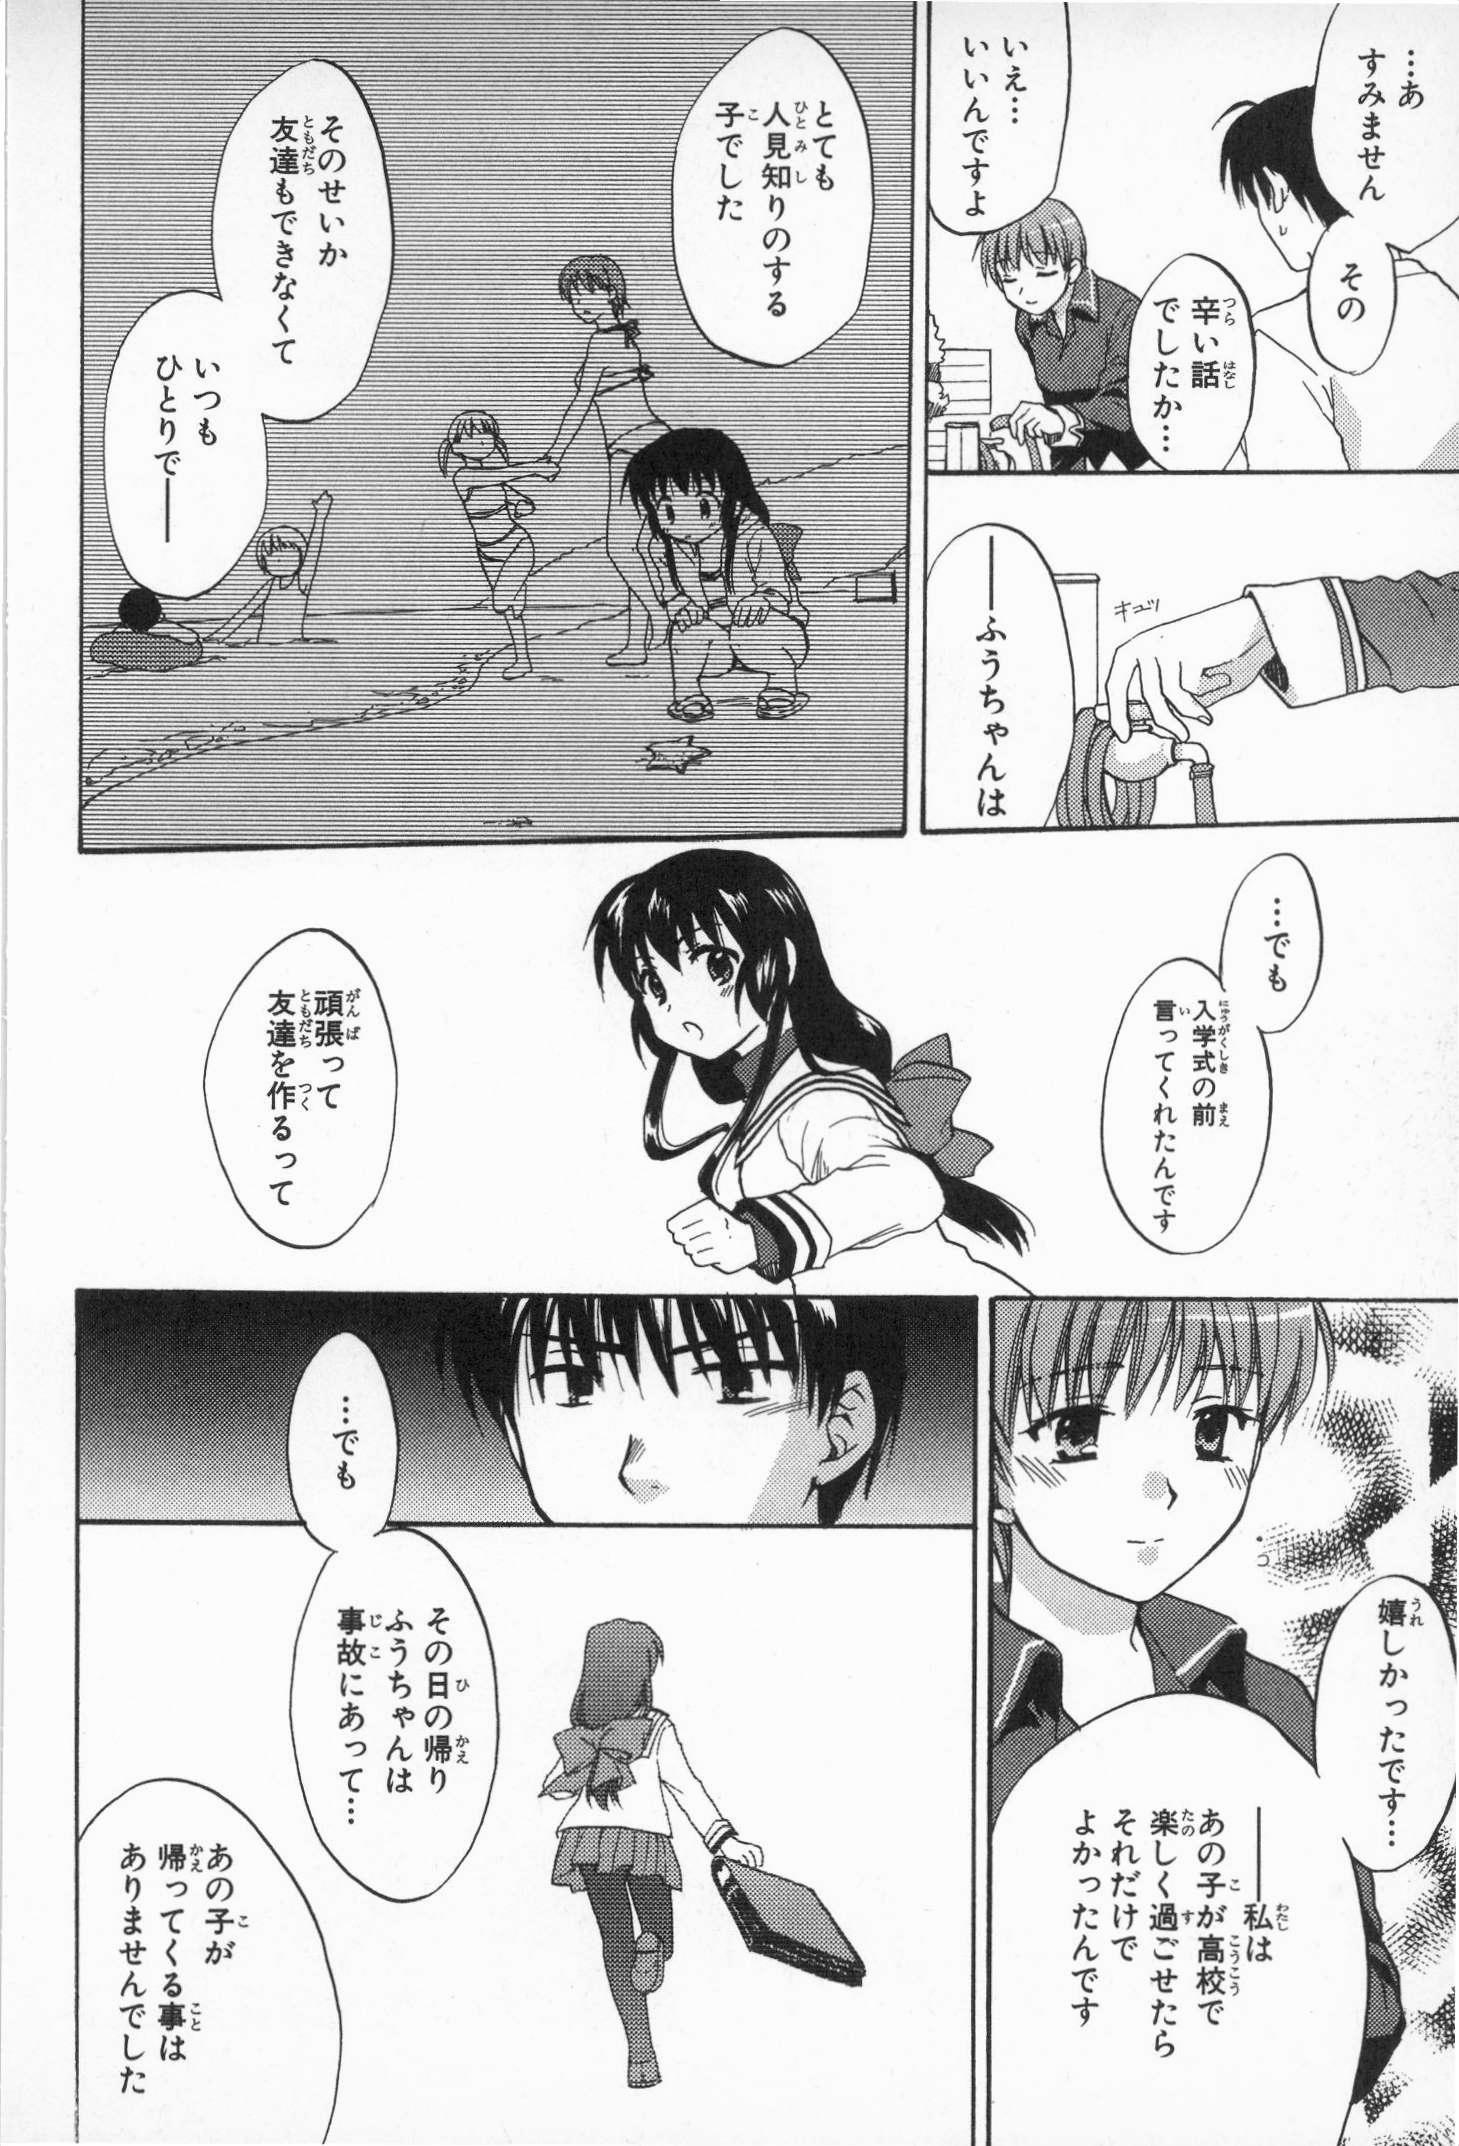 …あ
すみません
その
辛い話
でしたか…
いえ…
いいんですよ
キュッ
――ふうちゃんは
とても
人見知りのする
子でした
そのせいか
友達もできなくて
いつも
ひとりで――
…でも
入学式の前
言ってくれたんです
頑張って
友達を作るって
嬉しかったです…
――私は
あの子が高校で
楽しく過ごせたら
それだけで
よかったんです
…でも
その日の帰り
ふうちゃんは
事故にあって…
あの子が
帰ってくる事は
ありませんでした